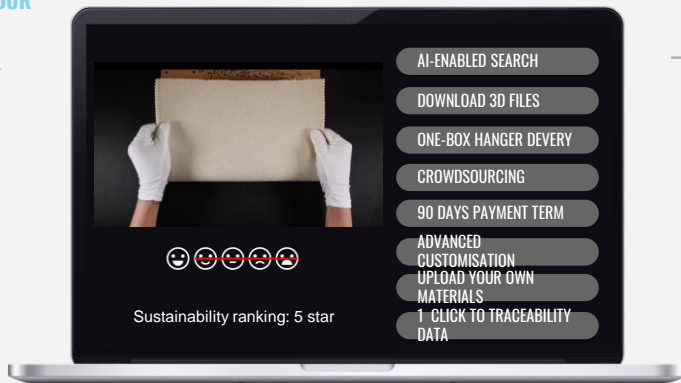 OUR
AI-ENABLED SEARCH
DOWNLOAD 3D FILES
ONE-BOX HANGER DEVERY
CROWDSOURCING
90 DAYS PAYMENT TERM
ADVANCED
CUSTOMISATION
UPLOAD YOUR OWN
MATERIALS
1 CLICK TO TRACEABILITY
DATA
Sustainability ranking: 5 star